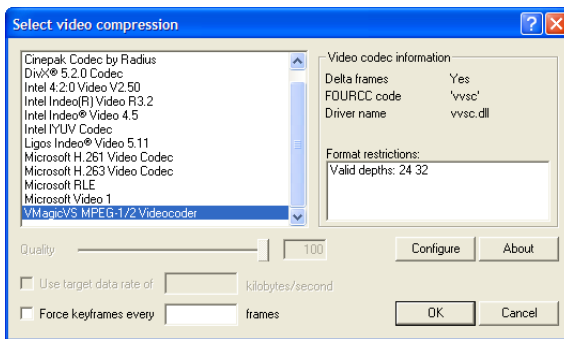 Select video compression
Cinepak Codec by Radius
DivX® 5.2.0 Codec
Intel 4:2:0 Video V2.50
Intel Indeo(R) Video R3.2
Intel Indeo® Video 4.5
Intel IYUV Codec
Ligos Indeo® Video 5.11
Microsoft H.261 Video Codec
Microsoft H.263 Video Codec
Microsoft RLE
Microsoft Video 1
VMagicVS MPEG-1/2 Videocoder
Video codec information
Delta frames Yes
FOURCC code 'vvsc'
Driver name vvsc.dll
Format restrictions:
Valid depths: 24 32
Quality 100
Configure About
Use target data rate of kilobytes/second
Force keyframes every frames
OK Cancel